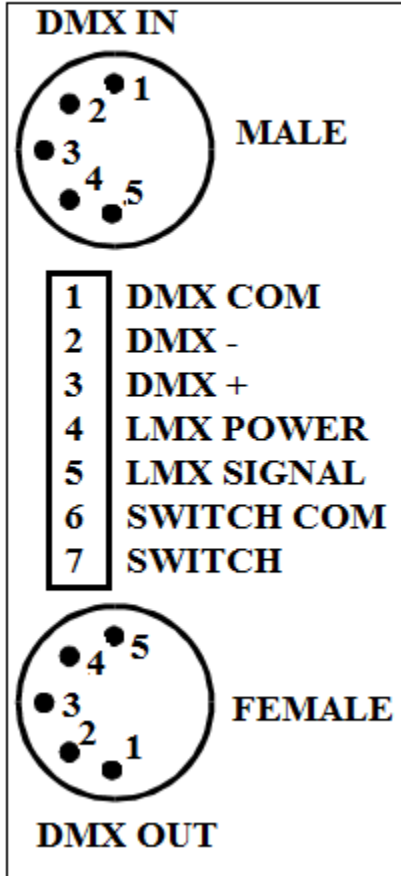 DMX IN
1
2
3 MALE
4
5
1 DMX COM
2 DMX -
3 DMX +
4 LMX POWER
5 LMX SIGNAL
6 SWITCH COM
7 SWITCH
5
4
3 FEMALE
2
1
DMX OUT